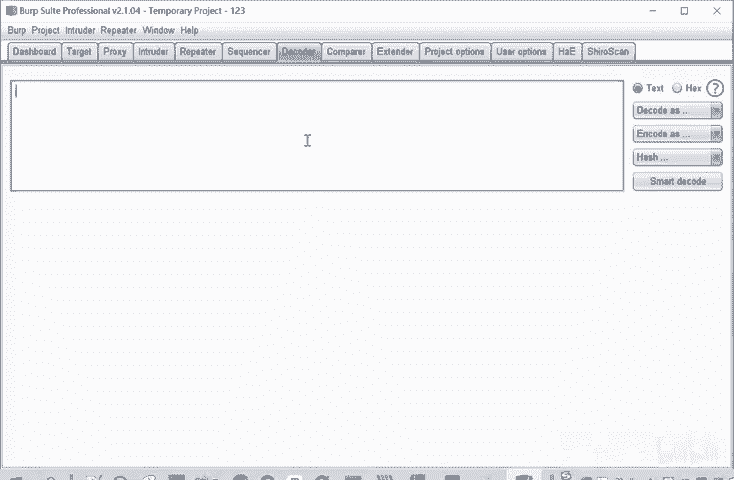 Burp Suite Professional v2.1.04 - Temporary Project - 123
Burp Project Intruder Repeater Window Help
Dashboard Target Proxy Intruder Repeater Sequencer Decoder Comparer Extender Project options User options HaE ShiroScan
Text Hex ?
Decode as ...
Encode as ...
Hash ...
Smart decode